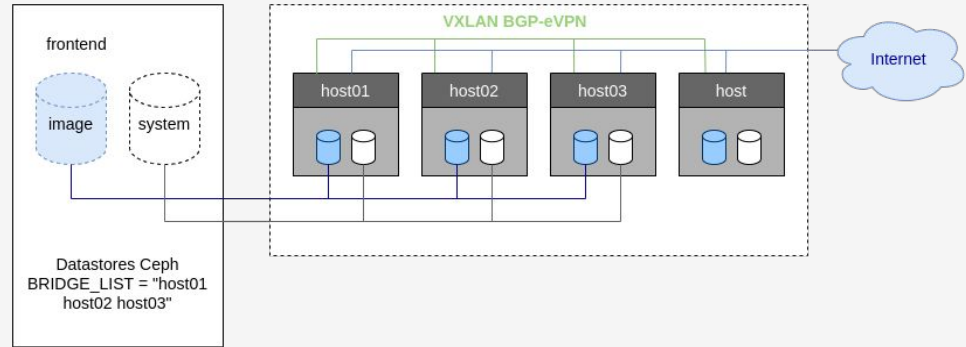 VXLAN BGP-eVPN
frontend
Internet
host01
host02
host03
host
image
system
Datastores Ceph
BRIDGE_LIST = "host01
host02 host03"